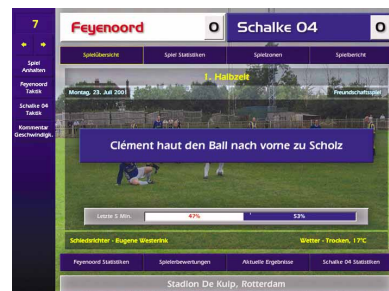 7
Feyenoord 0 Schalke 04 0
Spielübersicht Spiel Statistiken Spielzonen Spielbericht
Spiel
Anhalten
Feyenoord
Taktik
Schalke 04
Taktik
Kommentar
Geschwindigk.
1. Halbzeit
Montag, 23. Juli 2001 Freundschaftsspiel
Clément haut den Ball nach vorne zu Scholz
Letzte 5 Min. 47% 53%
Schiedsrichter - Eugene Westerink Wetter - Trocken, 17°C
Feyenoord Statistiken Spielerbewertungen Aktuelle Ergebnisse Schalke 04 Statistiken
Stadion De Kuip, Rotterdam